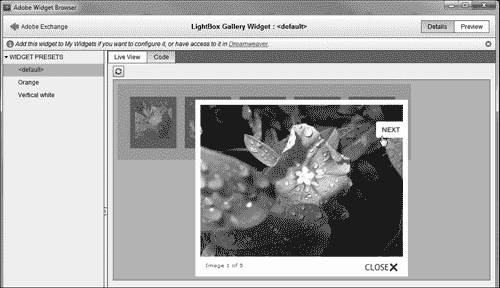 Adobe Widget Browser
Adobe Exchange
LightBox Gallery Widget : <default>
Details
Preview
Add this widget to My Widgets if you want to configure it, or have access to it in Dreamweaver.
WIDGET PRESETS
<default>
Orange
Vertical white
Live View
Code
NEXT
Image 1 of 5
CLOSE X